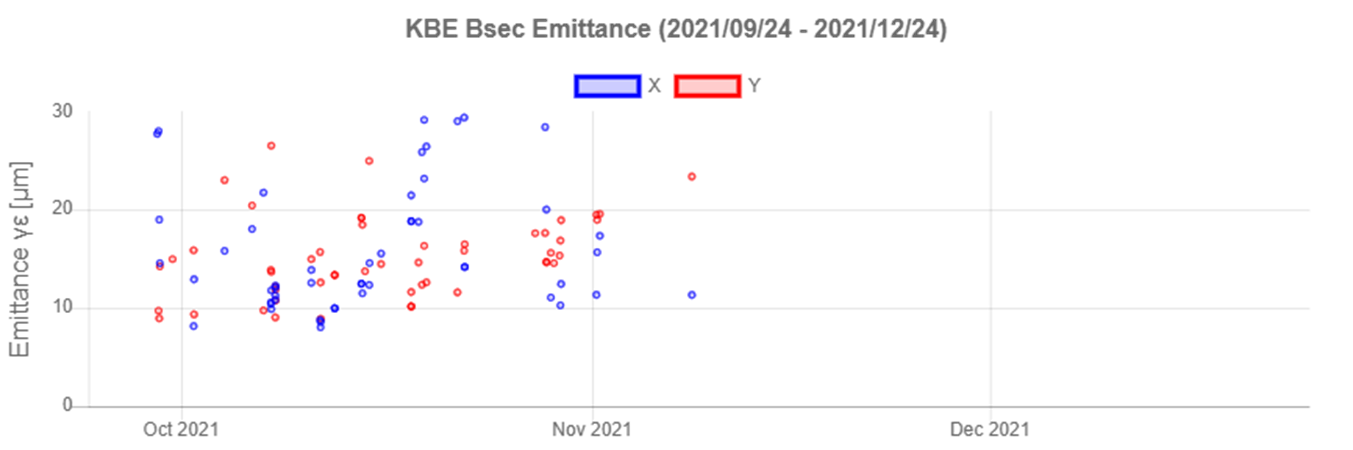 KBE Bsec Emittance (2021/09/24 - 2021/12/24)
X Y
30
20
10
0
Emittance γε [μm]
Oct 2021 Nov 2021 Dec 2021